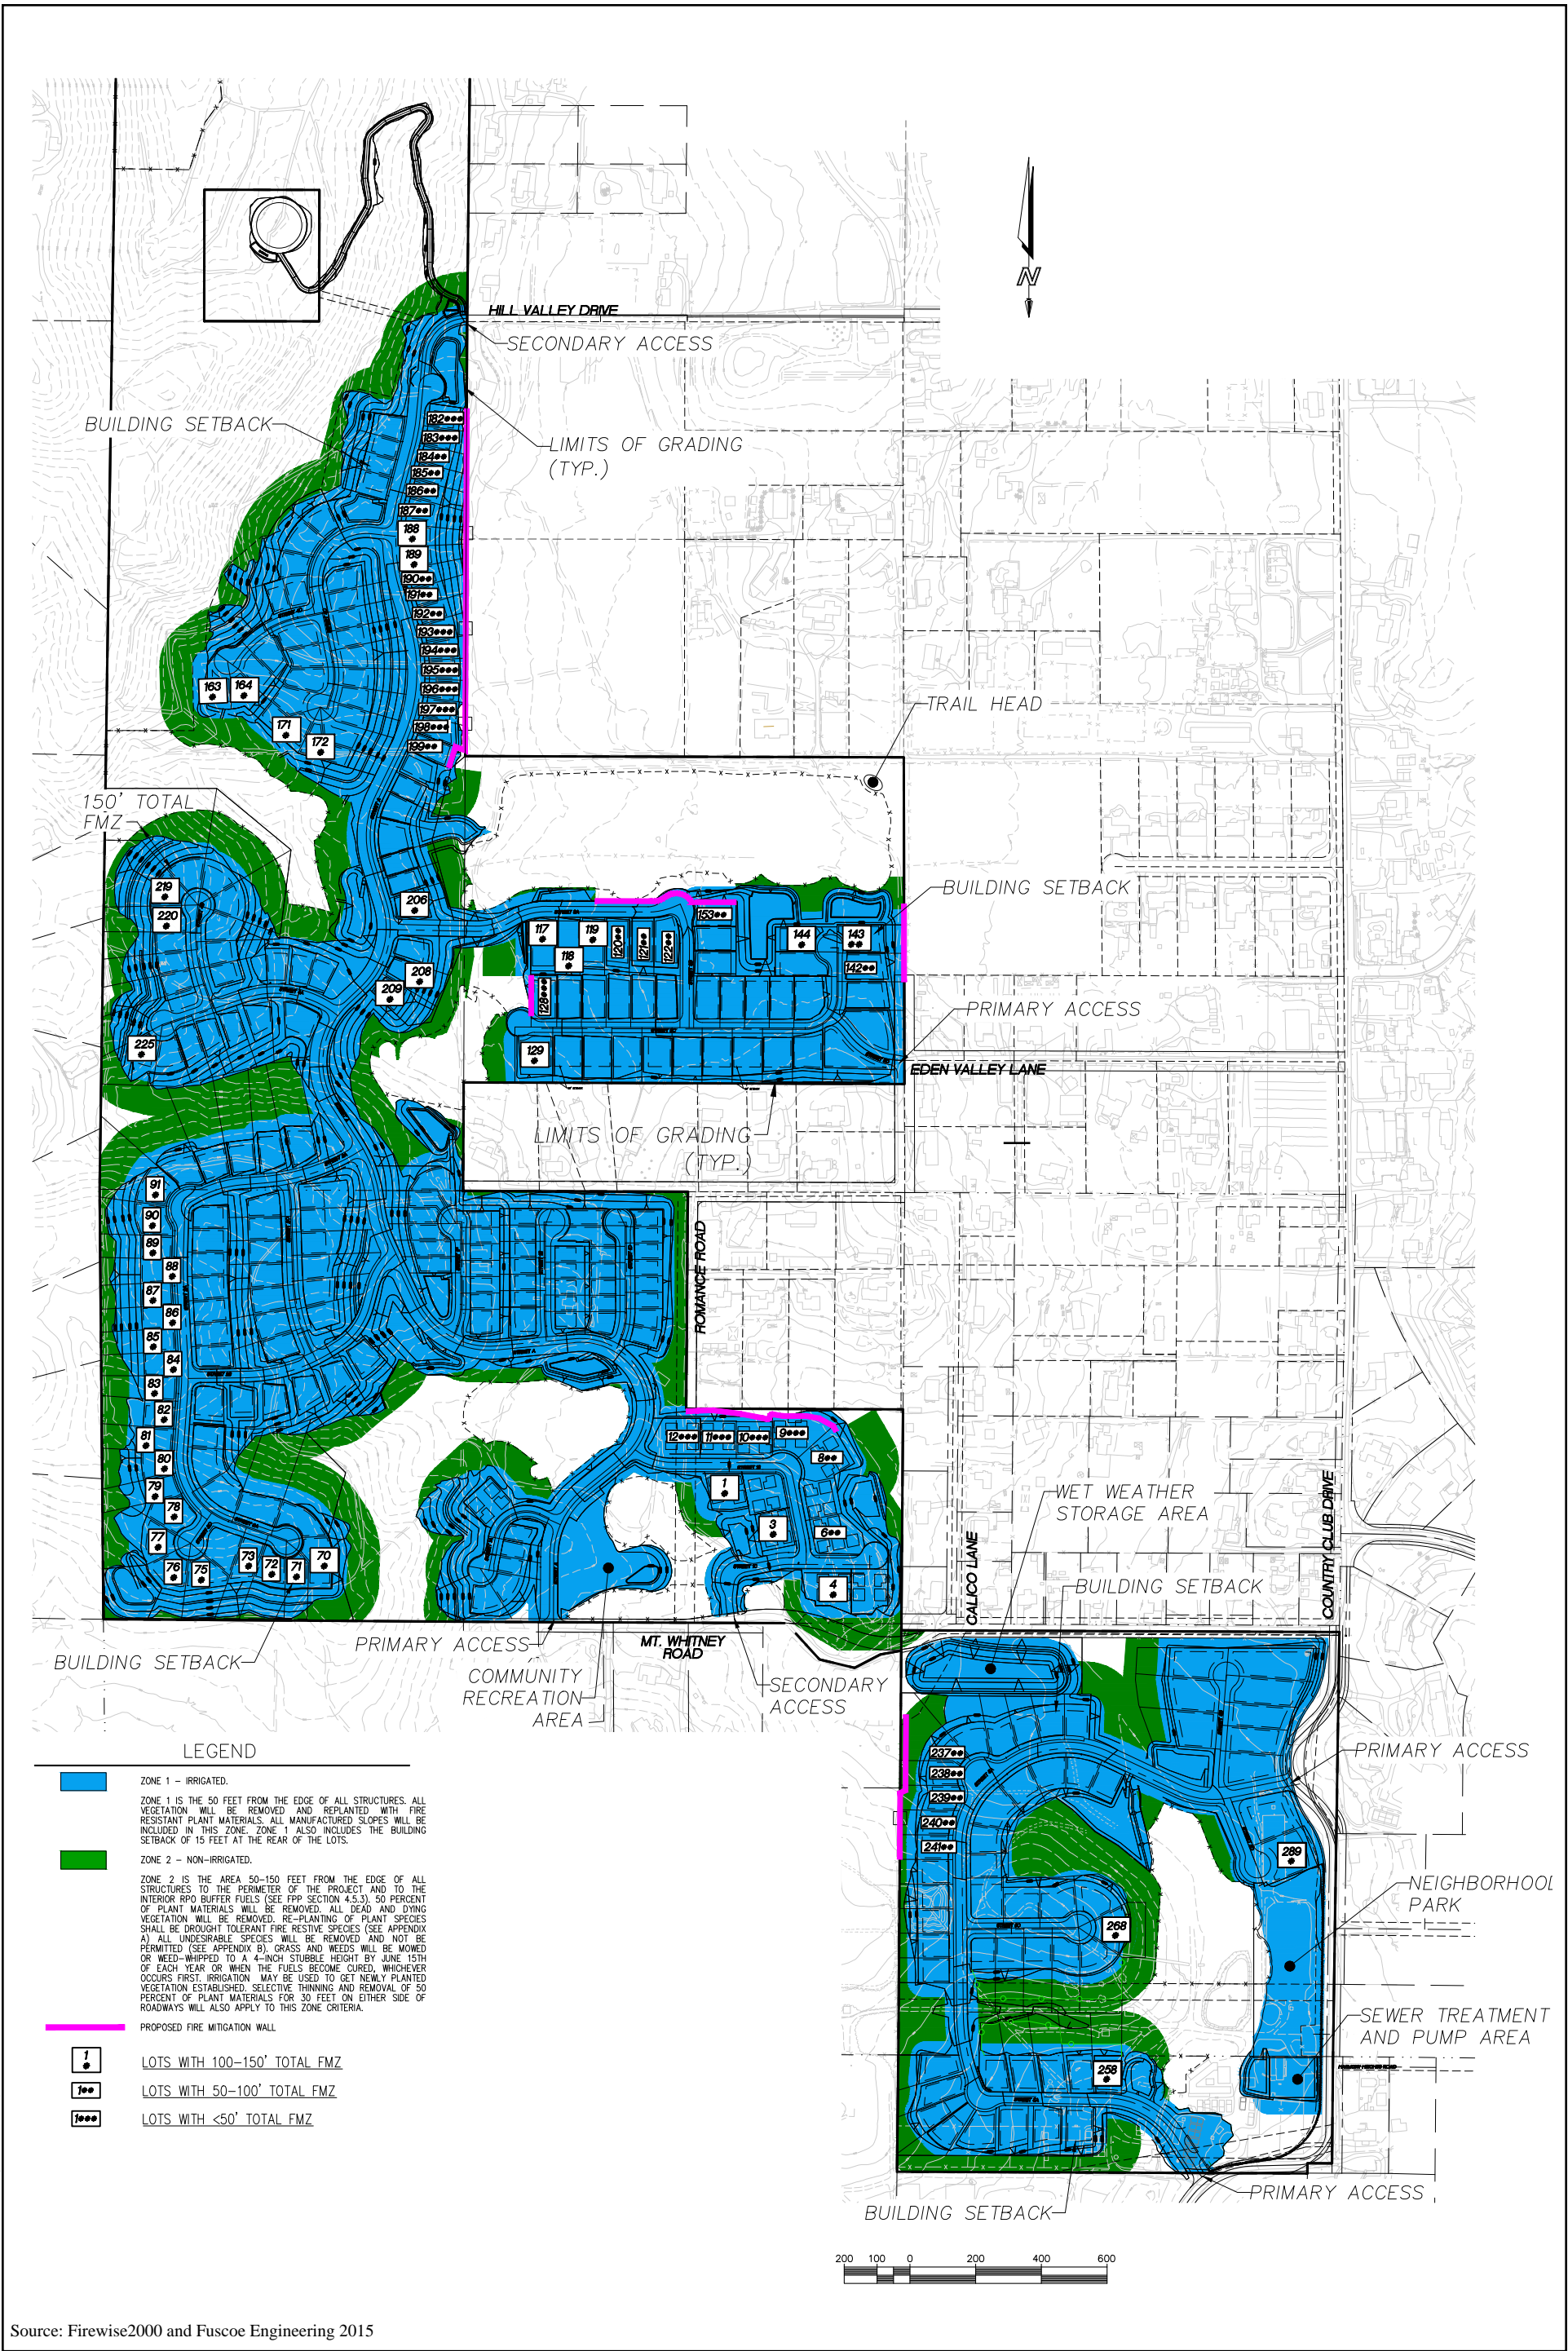 N
HILL VALLEY DRIVE
SECONDARY ACCESS
BUILDING SETBACK
LIMITS OF GRADING
(TYP.)
182***
183***
184**
185**
186**
187**
188
*
189
*
190**
191**
192**
193***
194***
195***
196***
197***
198***
199**
163
*
164
*
171
*
172
*
TRAIL HEAD
150' TOTAL
FMZ
219
*
220
*
225
*
206
*
208
*
209
*
BUILDING SETBACK
117
*
118
*
119
*
120**
121**
122**
153**
144
*
143
**
142**
128***
129
*
PRIMARY ACCESS
EDEN VALLEY LANE
LIMITS OF GRADING
(TYP.)
ROMANCE ROAD
91
*
90
*
89
*
88
*
87
*
86
*
85
*
84
*
83
*
82
*
81
*
80
*
79
*
78
*
77
*
76
*
75
*
73
*
72
*
71
*
70
*
12***
11***
10***
9***
8**
1
*
3
*
6**
4
*
CALICO LANE
COUNTRY CLUB DRIVE
WET WEATHER
STORAGE AREA
BUILDING SETBACK
BUILDING SETBACK
PRIMARY ACCESS
COMMUNITY
RECREATION
AREA
MT. WHITNEY
ROAD
SECONDARY
ACCESS
237**
238**
239**
240**
241**
PRIMARY ACCESS
289
*
NEIGHBORHOOD
PARK
268
*
SEWER TREATMENT
AND PUMP AREA
258
*
PRIMARY ACCESS
BUILDING SETBACK
LEGEND
ZONE 1 - IRRIGATED.
ZONE 1 IS THE 50 FEET FROM THE EDGE OF ALL STRUCTURES. ALL
VEGETATION WILL BE REMOVED AND REPLANTED WITH FIRE
RESISTANT PLANT MATERIALS. ALL MANUFACTURED SLOPES WILL BE
INCLUDED IN THIS ZONE. ZONE 1 ALSO INCLUDES THE BUILDING
SETBACK OF 15 FEET AT THE REAR OF THE LOTS.
ZONE 2 - NON-IRRIGATED.
ZONE 2 IS THE AREA 50-150 FEET FROM THE EDGE OF ALL
STRUCTURES TO THE PERIMETER OF THE PROJECT AND TO THE
INTERIOR RPO BUFFER FUELS (SEE FPP SECTION 4.5.3). 50 PERCENT
OF PLANT MATERIALS WILL BE REMOVED. ALL DEAD AND DYING
VEGETATION WILL BE REMOVED. RE-PLANTING OF PLANT SPECIES
SHALL BE DROUGHT TOLERANT FIRE RESTIVE SPECIES (SEE APPENDIX
A) ALL UNDESIRABLE SPECIES WILL BE REMOVED AND NOT BE
PERMITTED (SEE APPENDIX B). GRASS AND WEEDS WILL BE MOWED
OR WEED-WHIPPED TO A 4-INCH STUBBLE HEIGHT BY JUNE 15TH
OF EACH YEAR OR WHEN THE FUELS BECOME CURED, WHICHEVER
OCCURS FIRST. IRRIGATION MAY BE USED TO GET NEWLY PLANTED
VEGETATION ESTABLISHED. SELECTIVE THINNING AND REMOVAL OF 50
PERCENT OF PLANT MATERIALS FOR 30 FEET ON EITHER SIDE OF
ROADWAYS WILL ALSO APPLY TO THIS ZONE CRITERIA.
PROPOSED FIRE MITIGATION WALL
1
*
LOTS WITH 100-150' TOTAL FMZ
1**
LOTS WITH 50-100' TOTAL FMZ
1***
LOTS WITH <50' TOTAL FMZ
200 100 0 200 400 600
Source: Firewise2000 and Fuscoe Engineering 2015